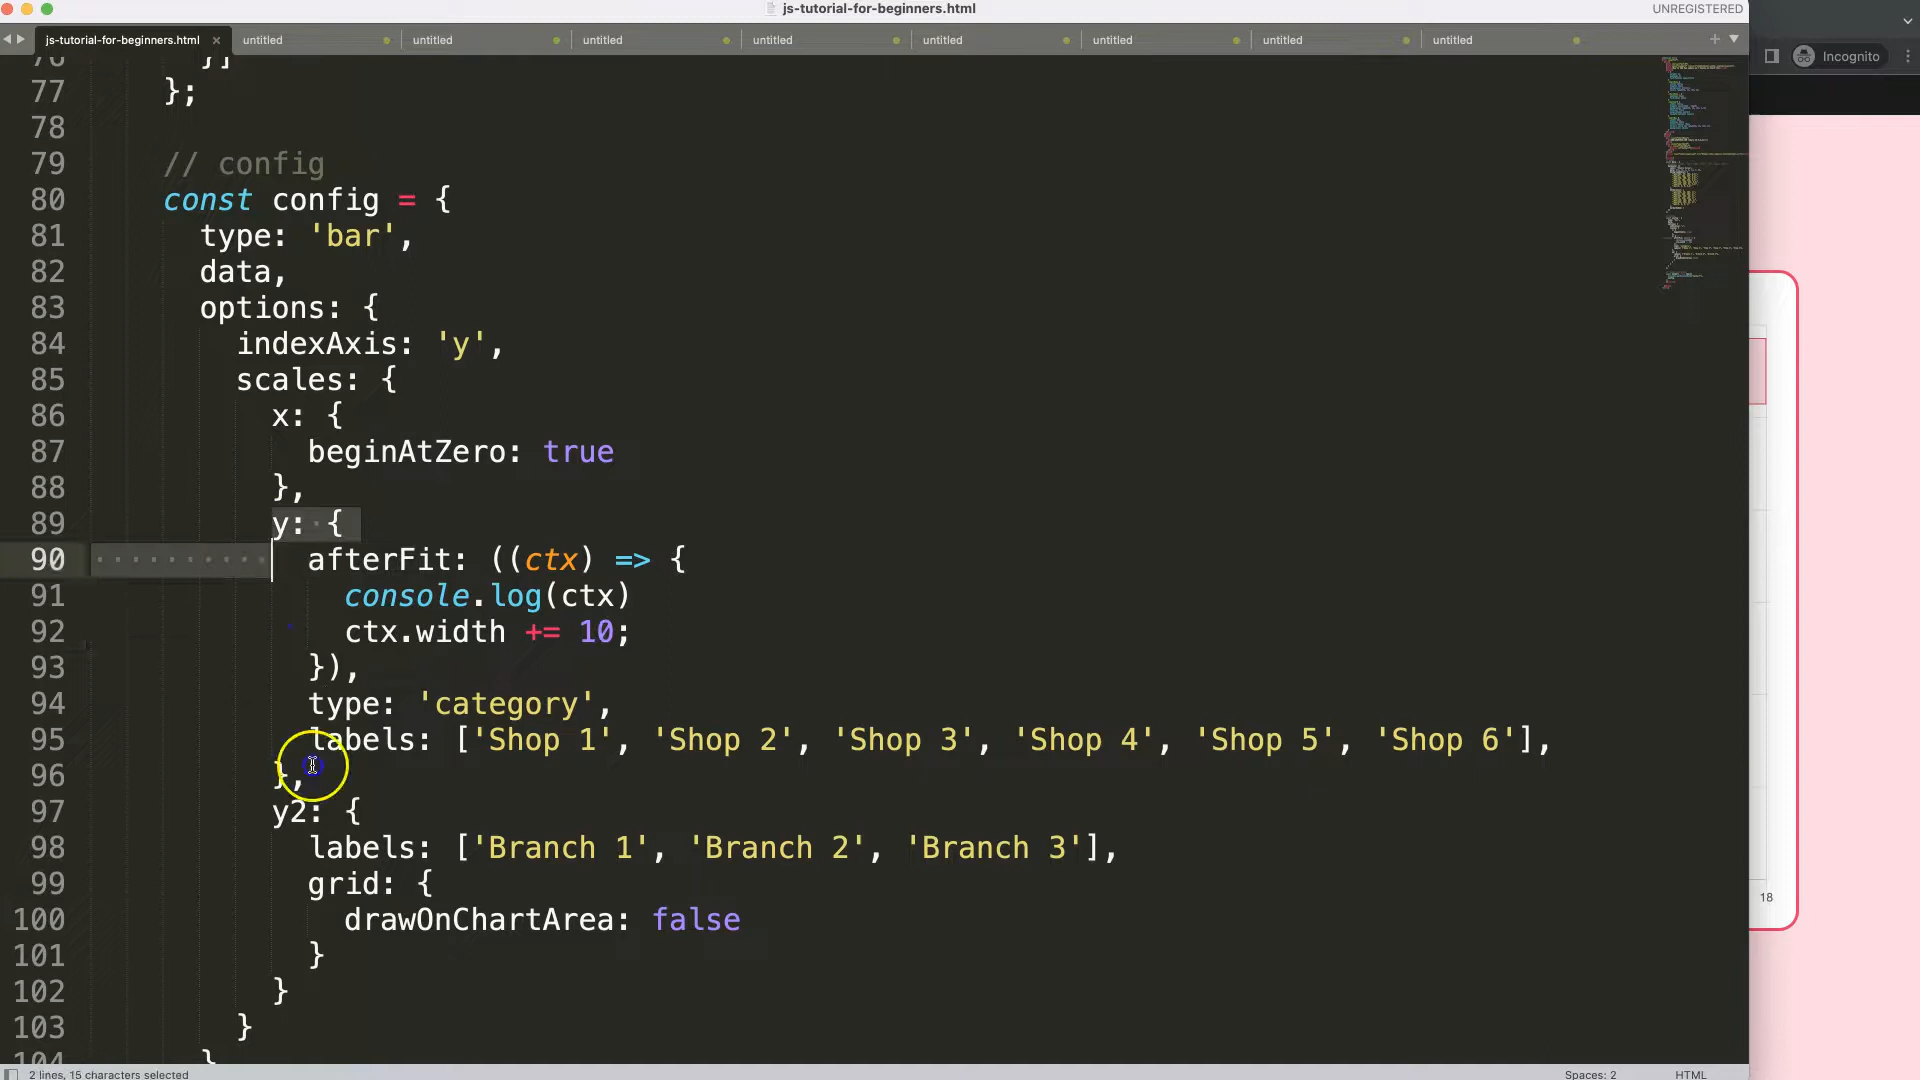 js-tutorial-for-beginners.html
UNREGISTERED
js-tutorial-for-beginners.html × untitled untitled untitled untitled untitled untitled untitled untitled
Incognito
76 }]
77 };
78
79 // config
80 const config = {
81 type: 'bar',
82 data,
83 options: {
84 indexAxis: 'y',
85 scales: {
86 x: {
87 beginAtZero: true
88 },
89 y: {
90 afterFit: ((ctx) => {
91 console.log(ctx)
92 ctx.width += 10;
93 }),
94 type: 'category',
95 labels: ['Shop 1', 'Shop 2', 'Shop 3', 'Shop 4', 'Shop 5', 'Shop 6'],
96 },
97 y2: {
98 labels: ['Branch 1', 'Branch 2', 'Branch 3'],
99 grid: {
100 drawOnChartArea: false
101 }
102 }
103 }
104 }
18
2 lines, 15 characters selected
Spaces: 2
HTML